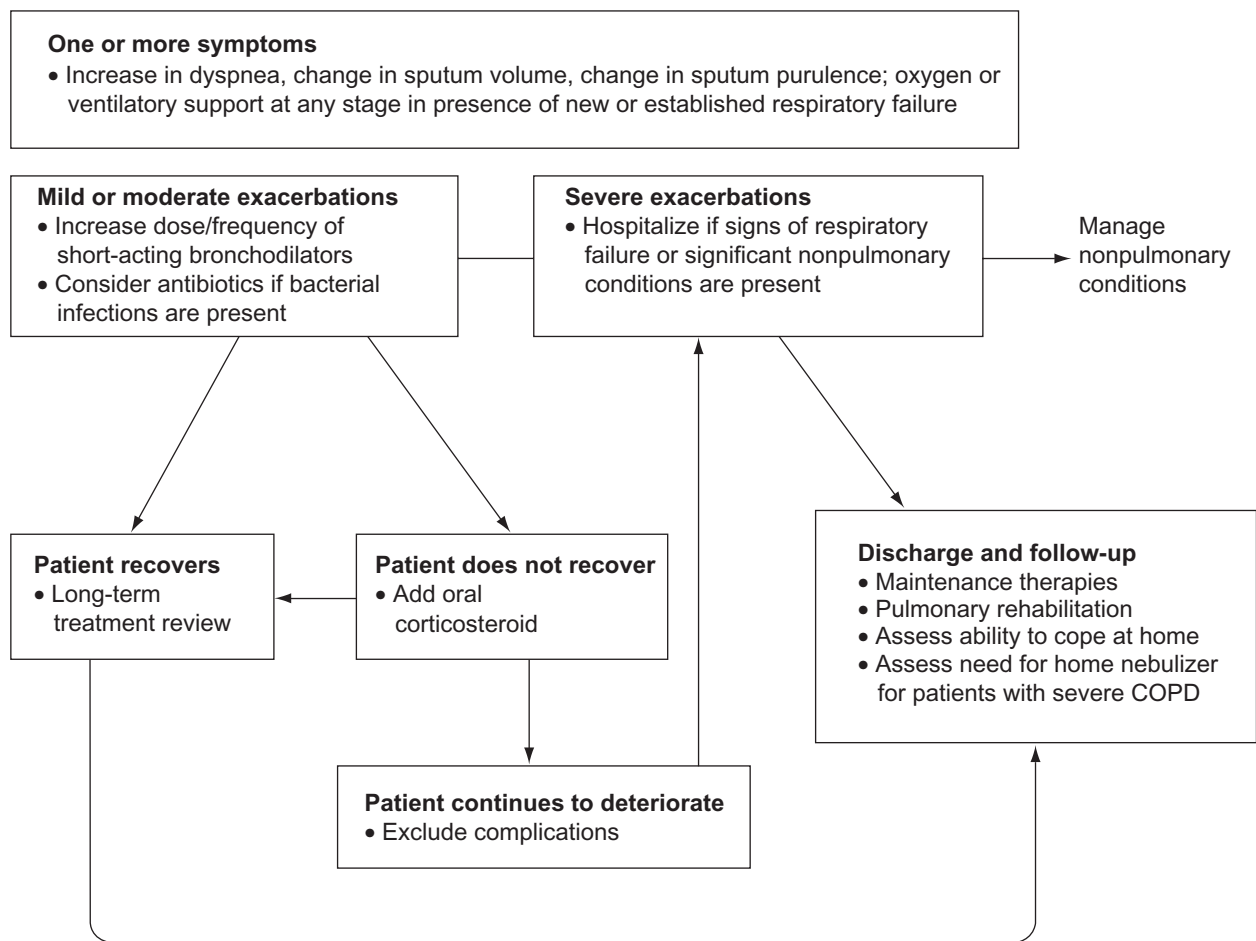 One or more symptoms
• Increase in dyspnea, change in sputum volume, change in sputum purulence; oxygen or
ventilatory support at any stage in presence of new or established respiratory failure
Mild or moderate exacerbations
• Increase dose/frequency of
short-acting bronchodilators
• Consider antibiotics if bacterial
infections are present
Severe exacerbations
• Hospitalize if signs of respiratory
failure or significant nonpulmonary
conditions are present
Manage
nonpulmonary
conditions
Patient recovers
• Long-term
treatment review
Patient does not recover
• Add oral
corticosteroid
Discharge and follow-up
• Maintenance therapies
• Pulmonary rehabilitation
• Assess ability to cope at home
• Assess need for home nebulizer
for patients with severe COPD
Patient continues to deteriorate
• Exclude complications